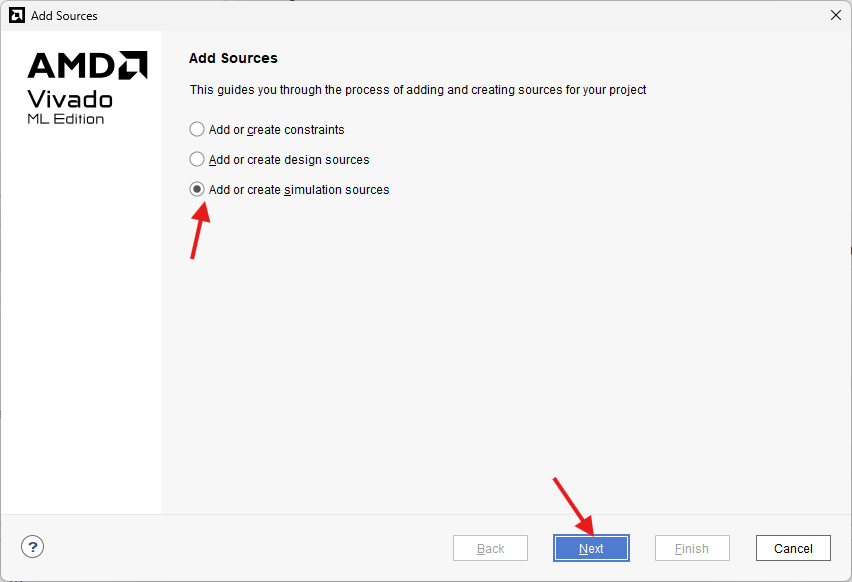 Add Sources
AMD
Vivado
ML Edition
Add Sources
This guides you through the process of adding and creating sources for your project
Add or create constraints
Add or create design sources
Add or create simulation sources
?
Back
Next
Finish
Cancel